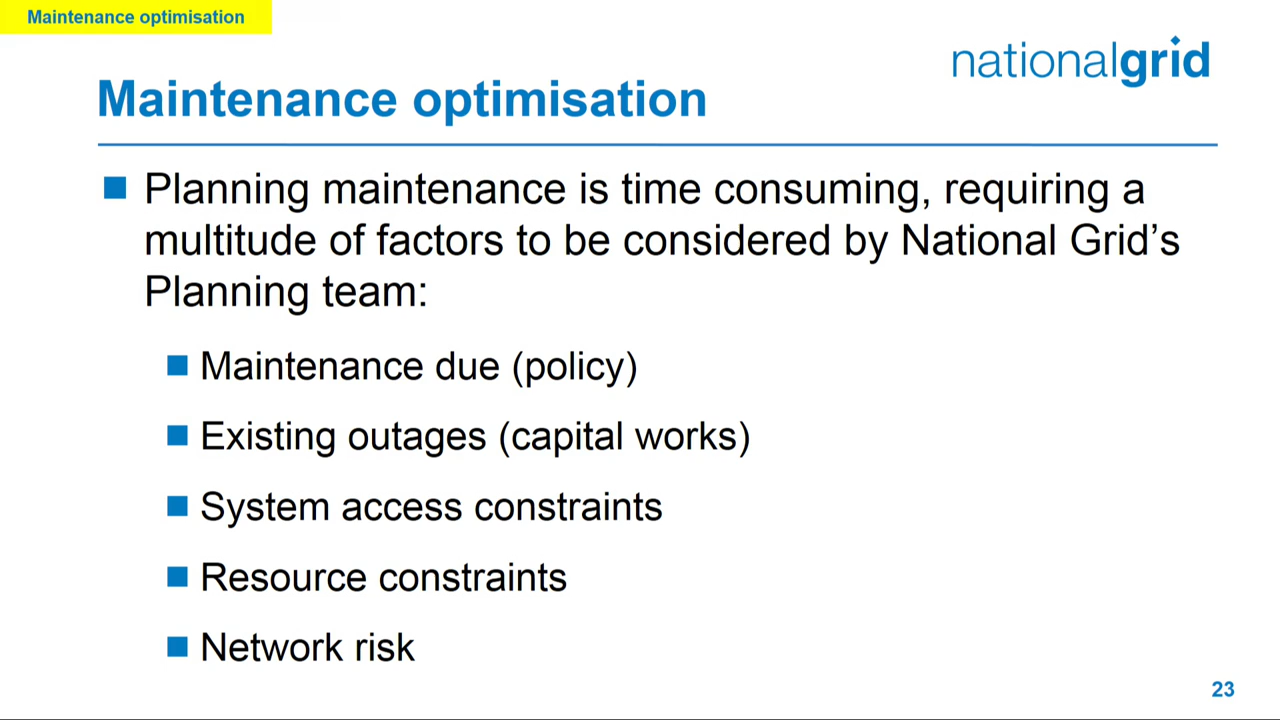 Maintenance optimisation
nationalgrid
Maintenance optimisation
Planning maintenance is time consuming, requiring a
multitude of factors to be considered by National Grid’s
Planning team:
Maintenance due (policy)
Existing outages (capital works)
System access constraints
Resource constraints
Network risk
23